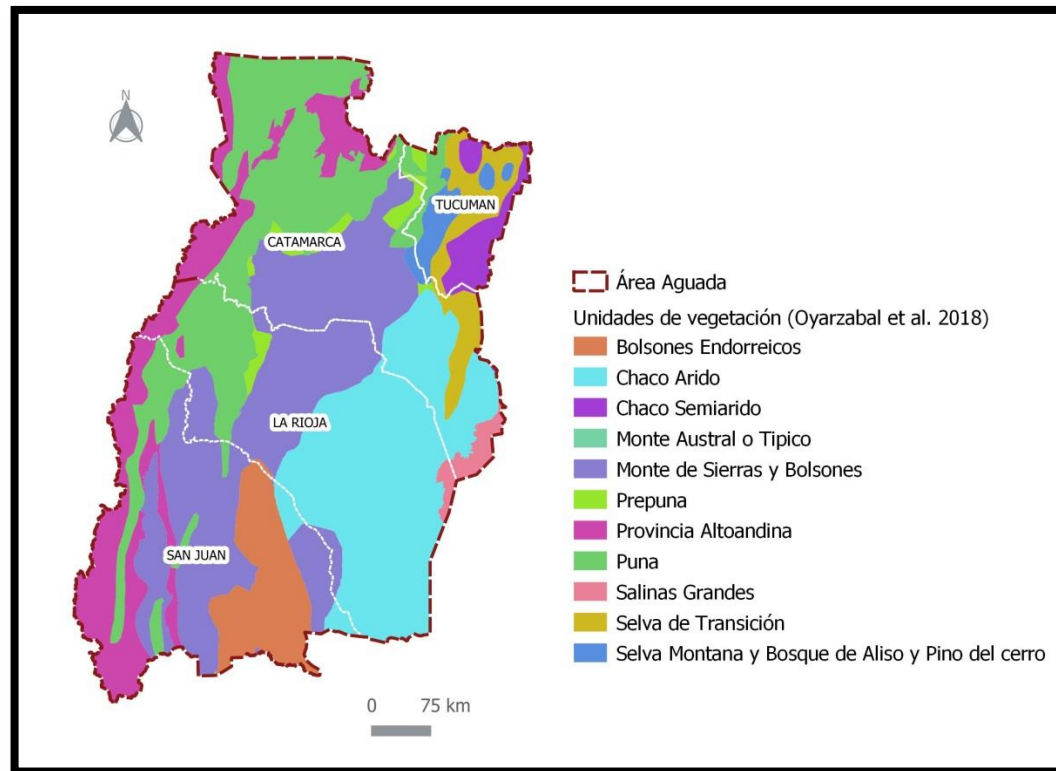 N
TUCUMAN
CATAMARCA
LA RIOJA
SAN JUAN
0 75 km
Área Aguada
Unidades de vegetación (Oyarzabal et al. 2018)
Bolsones Endorreicos
Chaco Arido
Chaco Semiarido
Monte Austral o Tipico
Monte de Sierras y Bolsones
Prepuna
Provincia Altoandina
Puna
Salinas Grandes
Selva de Transición
Selva Montana y Bosque de Aliso y Pino del cerro